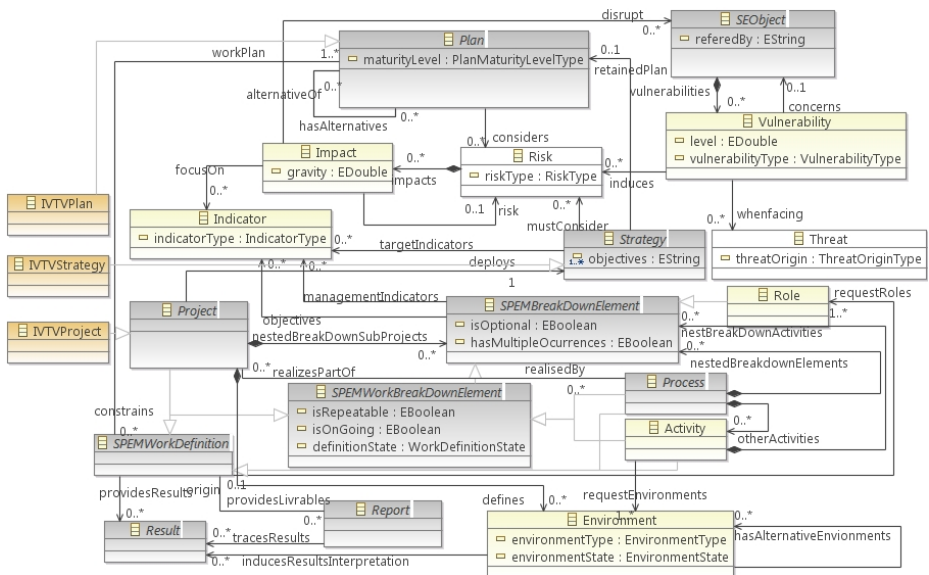 disrupt
SEObject
Plan
0..*
referedBy : EString
workPlan
1..*
0..1
maturityLevel : PlanMaturityLevelType
retainedPlan
0..*
vulnerabilities
0..1
alternativeOf
0..*
concerns
hasAlternatives
0..*
Vulnerability
0..*
considers
level : EDouble
Impact
0..*
Risk
0..*
vulnerabilityType : VulnerabilityType
focusOn
gravity : EDouble
impacts
riskType : RiskType
induces
IVTVPlan
0..*
0..1
risk
0..*
0..*
whenfacing
Indicator
mustConsider
Threat
indicatorType : IndicatorType
0..*
targetIndicators
Strategy
threatOrigin : ThreatOriginType
IVTVStrategy
0..*
0..*
deploys
1..*
objectives : EString
1
Project
managementIndicators
SPEMBreakDownElement
Role
requestRoles
IVTVProject
objectives
isOptional : EBoolean
1..*
nestedBreakDownSubProjects
hasMultipleOcurrences : EBoolean
nestBreakDownActivities
0..*
0..*
0..*
realizesPartOf
realisedBy
nestedBreakdownElements
SPEMWorkBreakDownElement
0..*
Process
isRepeatable : EBoolean
constrains
isOnGoing : EBoolean
0..*
0..*
definitionState : WorkDefinitionState
Activity
otherActivities
SPEMWorkDefinition
providesResults
origin
0..1
providesLivrables
defines
0..*
requestEnvironments
0..*
0..*
Report
1..*
Environment
0..*
Result
0..*
tracesResults
environmentType : EnvironmentType
hasAlternativeEnvionments
0..*
inducesResultsInterpretation
environmentState : EnvironmentState